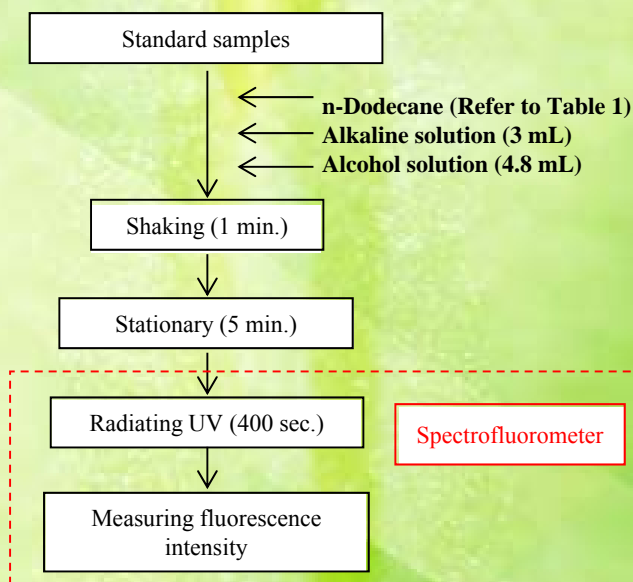 Standard samples
n-Dodecane (Refer to Table 1)
Alkaline solution (3 mL)
Alcohol solution (4.8 mL)
Shaking (1 min.)
Stationary (5 min.)
Radiating UV (400 sec.)
Spectrofluorometer
Measuring fluorescence
intensity